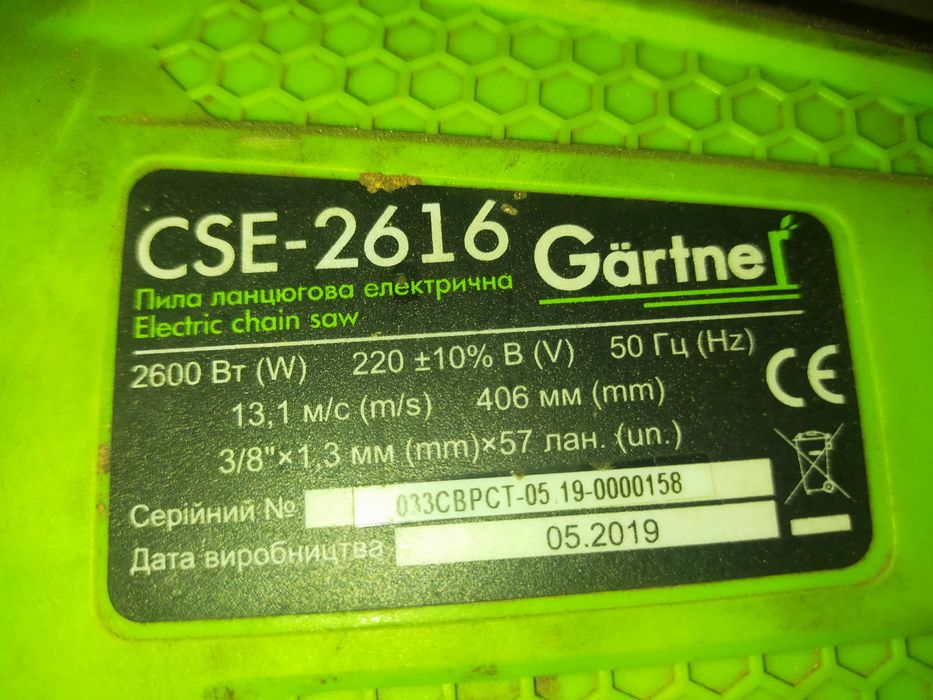 CSE-2616 Gärtner
Пила ланцюгова електрична
Electric chain saw
2600 Вт (W) 220 ±10% В (V) 50 Гц (Hz)
13,1 м/с (m/s) 406 мм (mm)
3/8"×1,3 мм (mm)×57 лан. (un.)
CE
Серійний № 033СВРСТ-05.19-0000158
Дата виробництва 05.2019